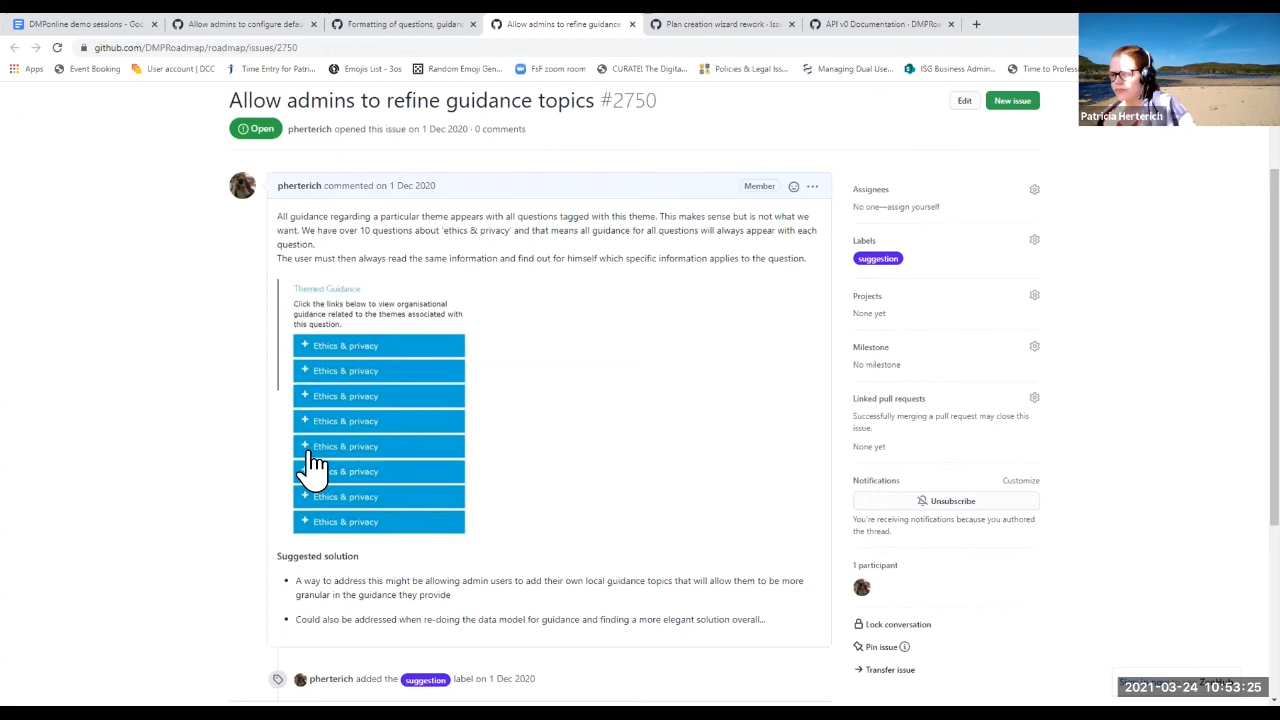 DMPonline demo sessions - Goo
Allow admins to configure defau
Formatting of questions, guidanc
Allow admins to refine guidance
Plan creation wizard rework · Iss
API v0 Documentation · DMPRoa
github.com/DMPRoadmap/roadmap/issues/2750
Apps
Event Booking
User account | DCC
Time Entry for Patri...
Emojis List - 30s
Random Emoji Gen...
FsF zoom room
CURATE! The Digita...
Policies & Legal Iss...
Managing Dual Use...
ISG Business Admin...
Time to Profess
Patricia Herterich
Allow admins to refine guidance topics #2750
Edit
New issue
Open
pherterich opened this issue on 1 Dec 2020 · 0 comments
pherterich commented on 1 Dec 2020
Member
All guidance regarding a particular theme appears with all questions tagged with this theme. This makes sense but is not what we
want. We have over 10 questions about 'ethics & privacy' and that means all guidance for all questions will always appear with each
question.
The user must then always read the same information and find out for himself which specific information applies to the question.
Themed Guidance
Click the links below to view organisational
guidance related to the themes associated with
this question.
+ Ethics & privacy
+ Ethics & privacy
+ Ethics & privacy
+ Ethics & privacy
+ Ethics & privacy
cs & privacy
+ Ethics & privacy
+ Ethics & privacy
Suggested solution
• A way to address this might be allowing admin users to add their own local guidance topics that will allow them to be more
granular in the guidance they provide
• Could also be addressed when re-doing the data model for guidance and finding a more elegant solution overall...
pherterich added the suggestion label on 1 Dec 2020
Assignees
No one—assign yourself
Labels
suggestion
Projects
None yet
Milestone
No milestone
Linked pull requests
Successfully merging a pull request may close this
issue.
None yet
Notifications
Customize
Unsubscribe
You're receiving notifications because you authored
the thread.
1 participant
Lock conversation
Pin issue
Transfer issue
2021-03-24 10:53:25